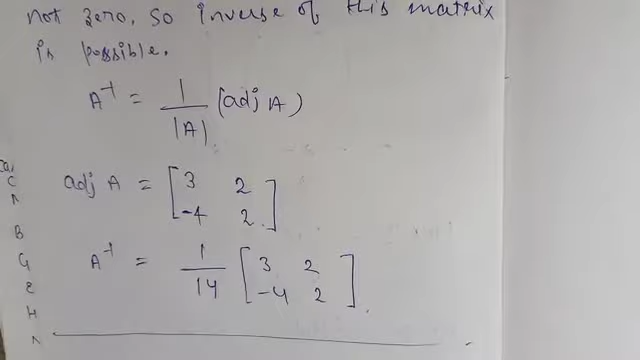 not zero, so inverse of this matrix
is possible.
A⁻¹ = 1/|A| (adj A)
adj A = [3 2
-4 2]
A⁻¹ = 1/14 [3 2
-4 2].
C
B
G
H